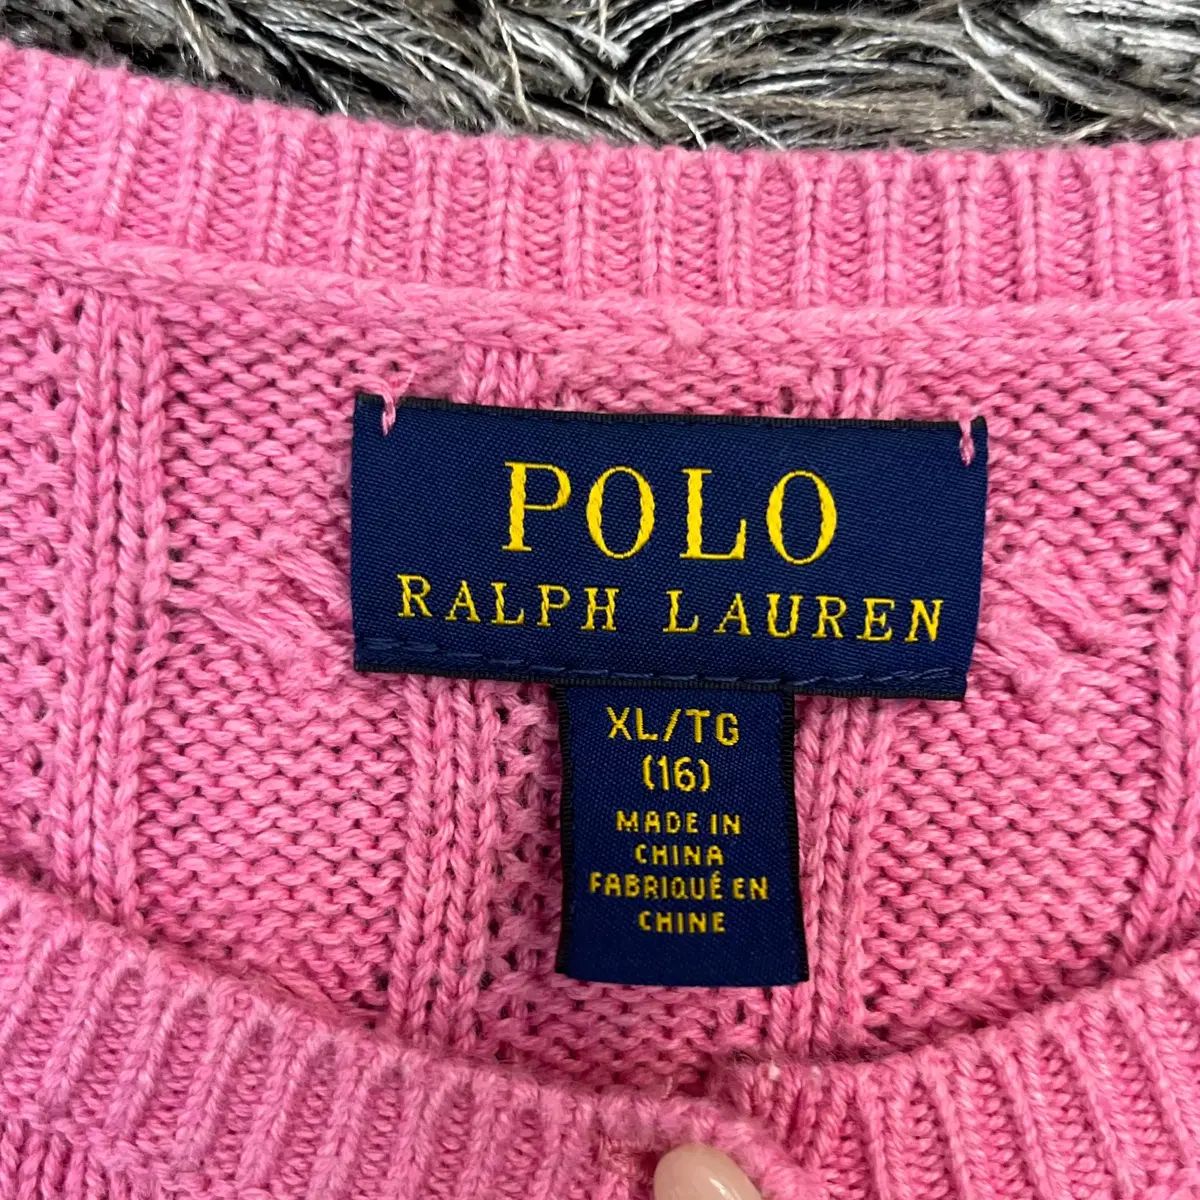 POLO
RALPH LAUREN
XL/TG
(16)
MADE IN
CHINA
FABRIQUÉ EN
CHINE